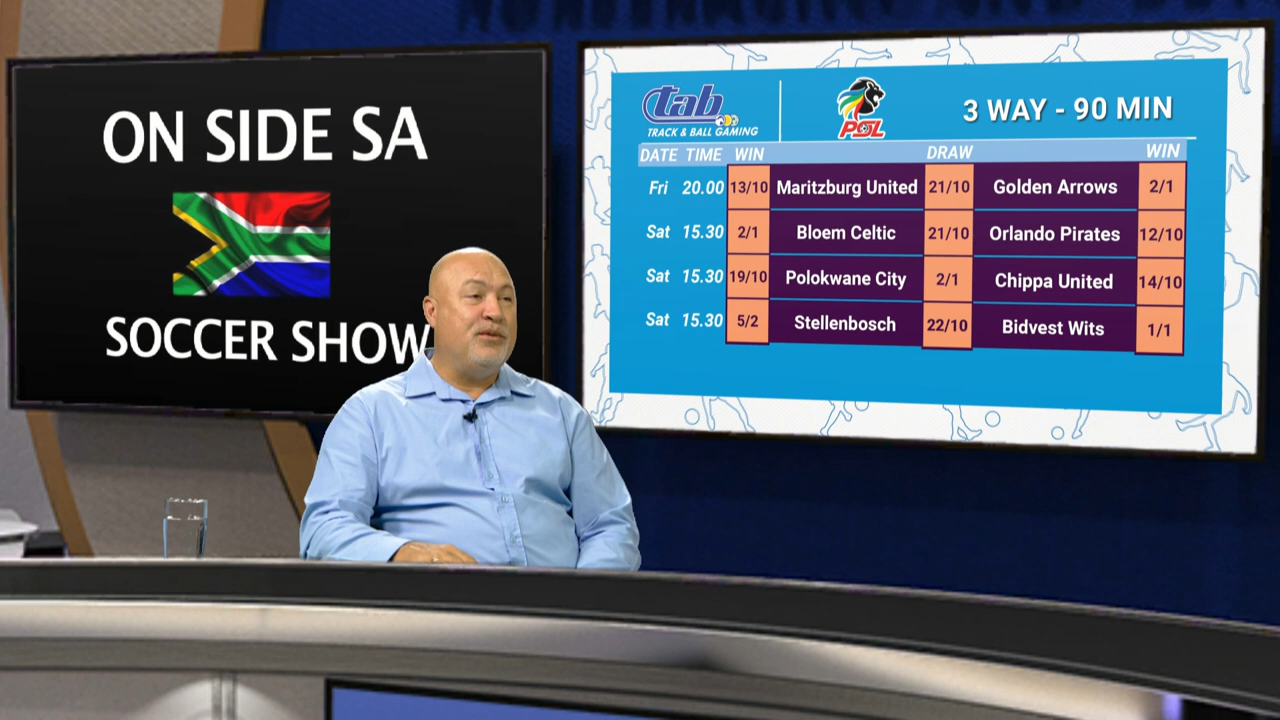 ON SIDE SA
SOCCER SHOW
tab
TRACK & BALL GAMING
PSL
3 WAY - 90 MIN
DATE TIME WIN DRAW WIN
Fri 20.00 13/10 Maritzburg United 21/10 Golden Arrows 2/1
Sat 15.30 2/1 Bloem Celtic 21/10 Orlando Pirates 12/10
Sat 15.30 19/10 Polokwane City 2/1 Chippa United 14/10
Sat 15.30 5/2 Stellenbosch 22/10 Bidvest Wits 1/1